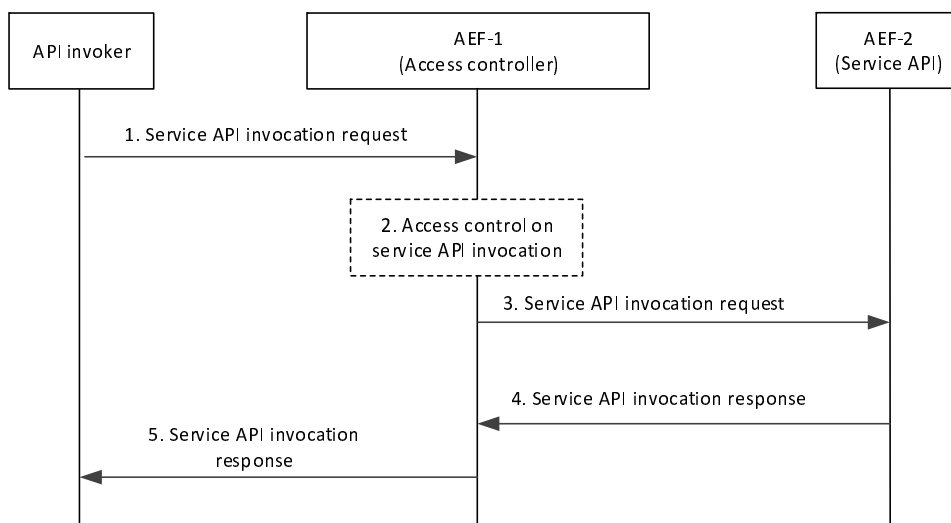 API invoker
AEF-1
(Access controller)
AEF-2
(Service API)
1. Service API invocation request
2. Access control on
service API invocation
3. Service API invocation request
4. Service API invocation response
5. Service API invocation
response